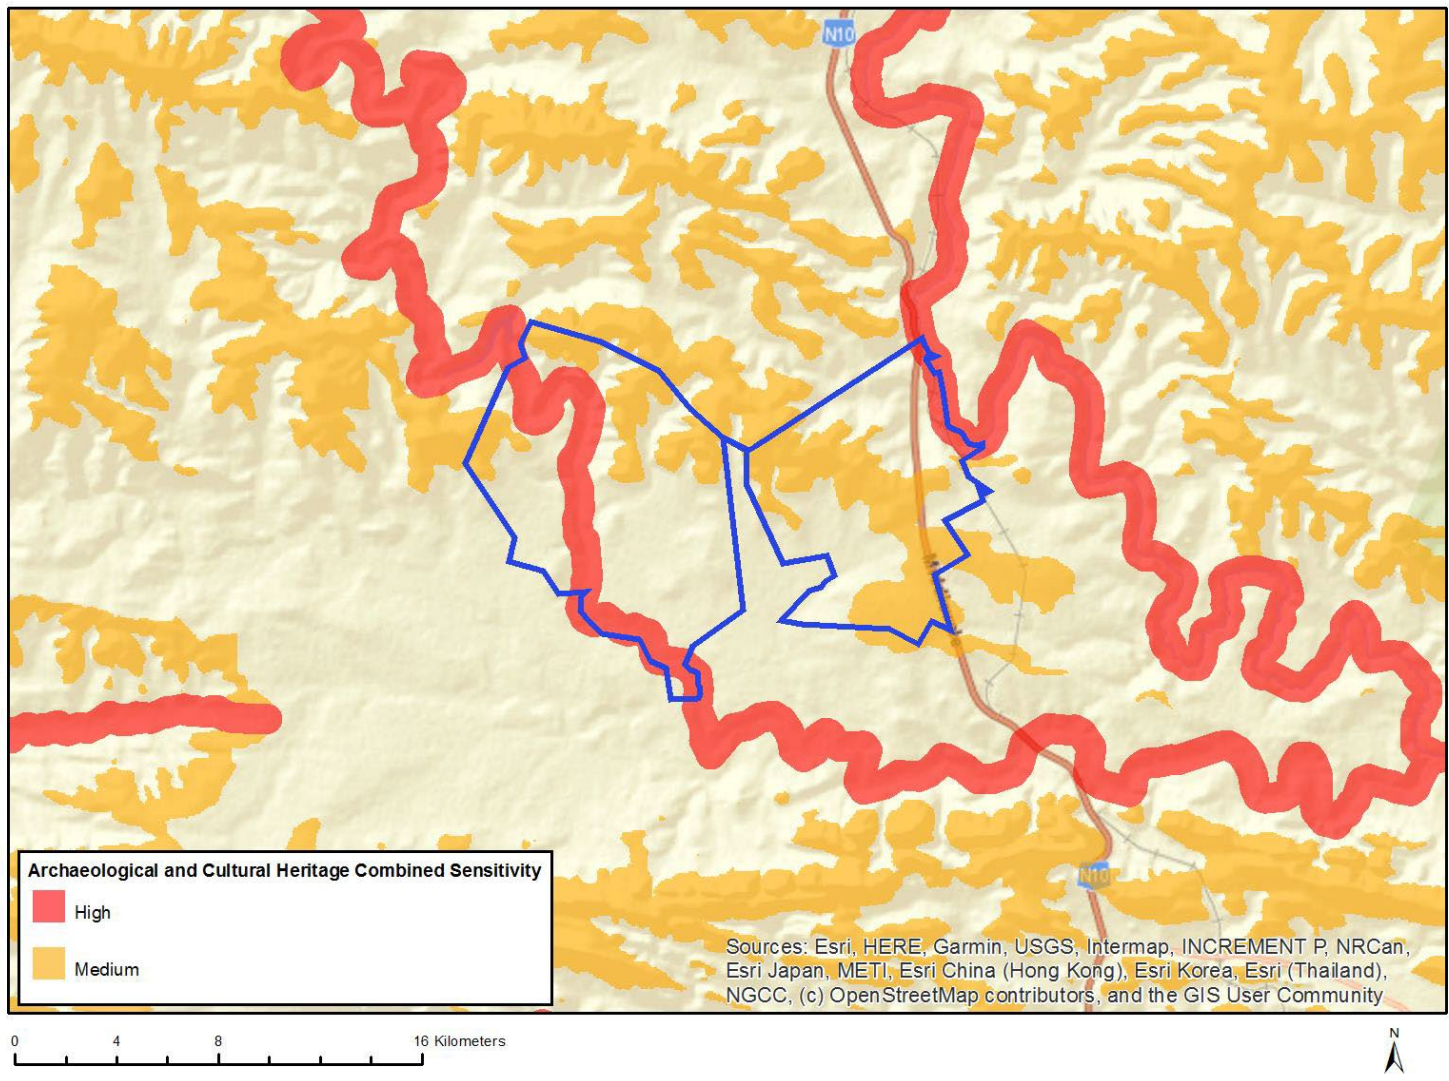 N10
Archaeological and Cultural Heritage Combined Sensitivity
High
Medium
N10
Sources: Esri, HERE, Garmin, USGS, Intermap, INCREMENT P, NRCan,
Esri Japan, METI, Esri China (Hong Kong), Esri Korea, Esri (Thailand),
NGCC, (c) OpenStreetMap contributors, and the GIS User Community
0 4 8 16 Kilometers
N